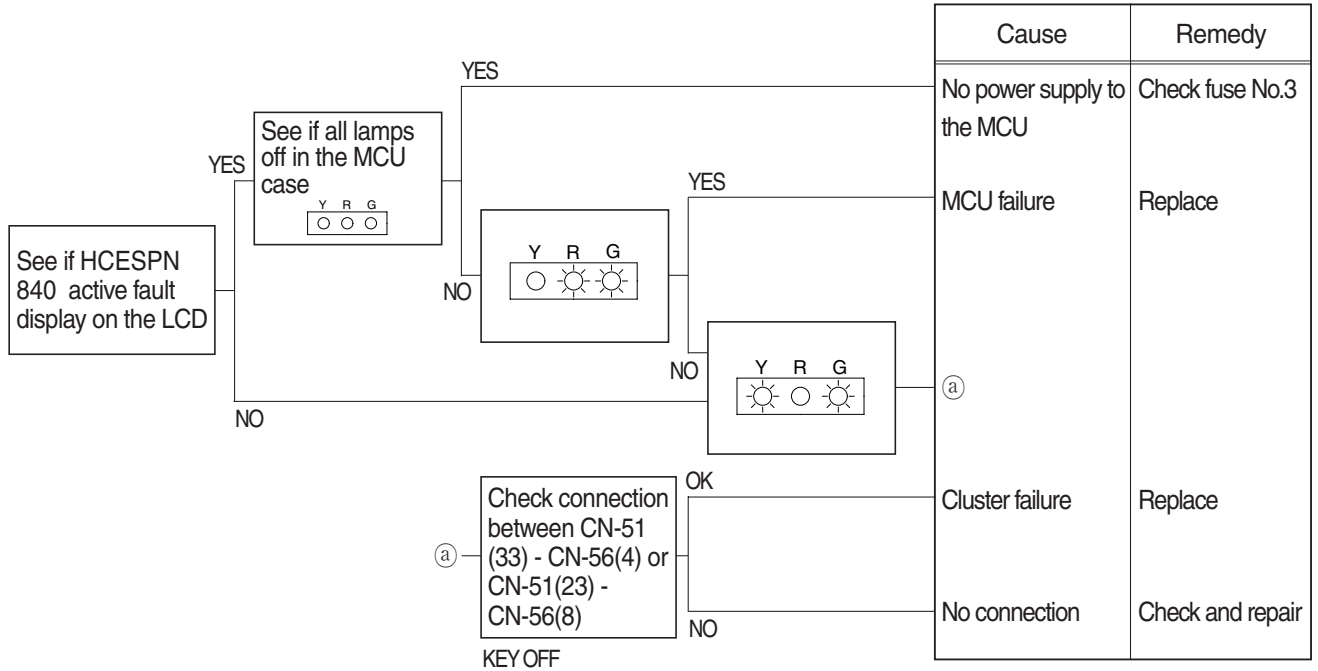 Cause Remedy
YES
No power supply to Check fuse No.3
the MCU
See if all lamps
off in the MCU
case
YES
Y R G
YES
MCU failure Replace
See if HCESPN
840 active fault
display on the LCD
Y R G
NO
NO
Y R G
ⓐ
NO
Check connection
between CN-51
(33) - CN-56(4) or
CN-51(23) -
CN-56(8)
OK
Cluster failure Replace
ⓐ
No connection Check and repair
NO
KEY OFF